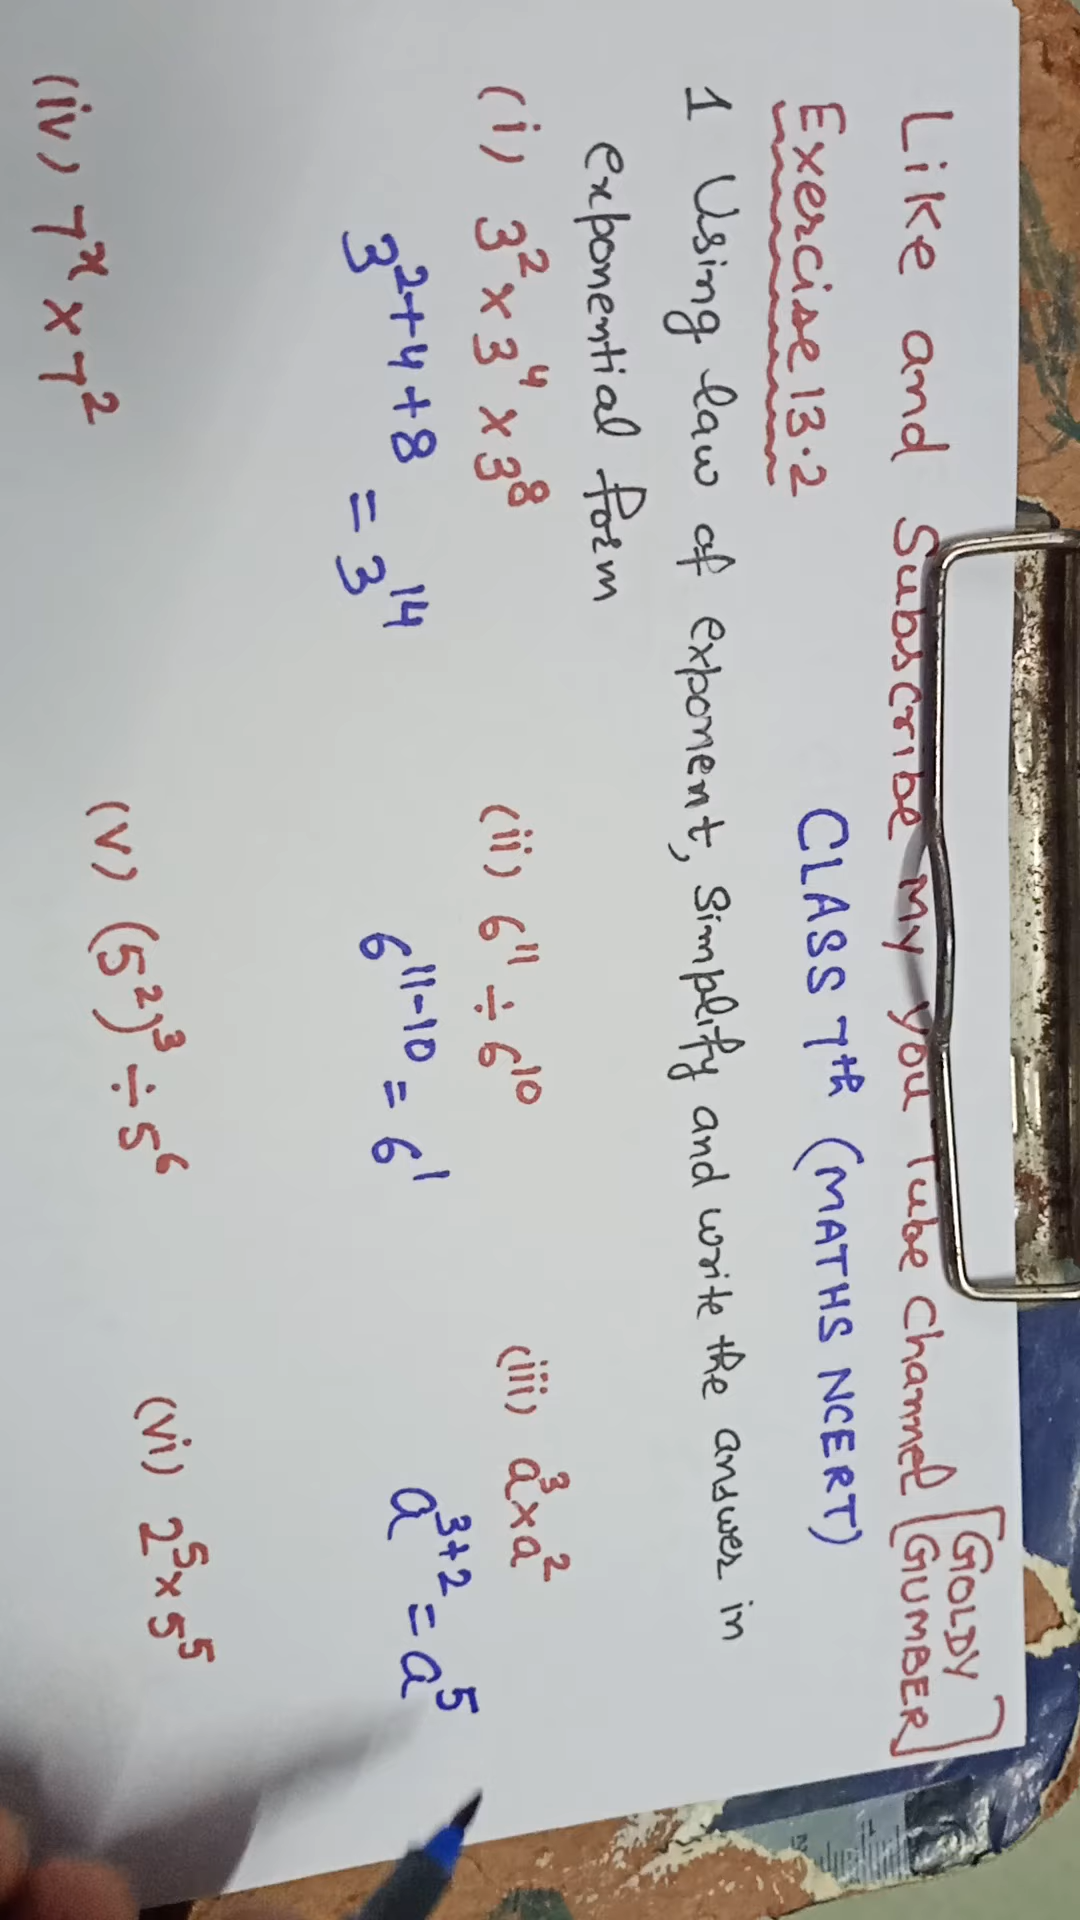 Like and Subscribe My You Tube Channel [GOLDY GUMBER]
Exercise 13.2 CLASS 7th (MATHS NCERT)
1 Using law of exponent, Simplify and write the answer in
exponential form
(i) 3² × 3⁴ × 3⁸ (ii) 6¹¹ ÷ 6¹⁰ (iii) a³ × a²
3²⁺⁴⁺⁸ = 3¹⁴ 6¹¹⁻¹⁰ = 6¹ a³⁺² = a⁵
(iv) 7ˣ × 7² (v) (5²)³ ÷ 5⁶ (vi) 2⁵ × 5⁵